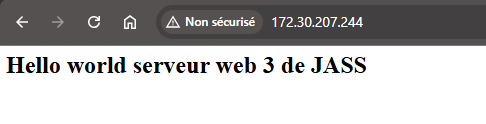 Non sécurisé 172.30.207.244
Hello world serveur web 3 de JASS